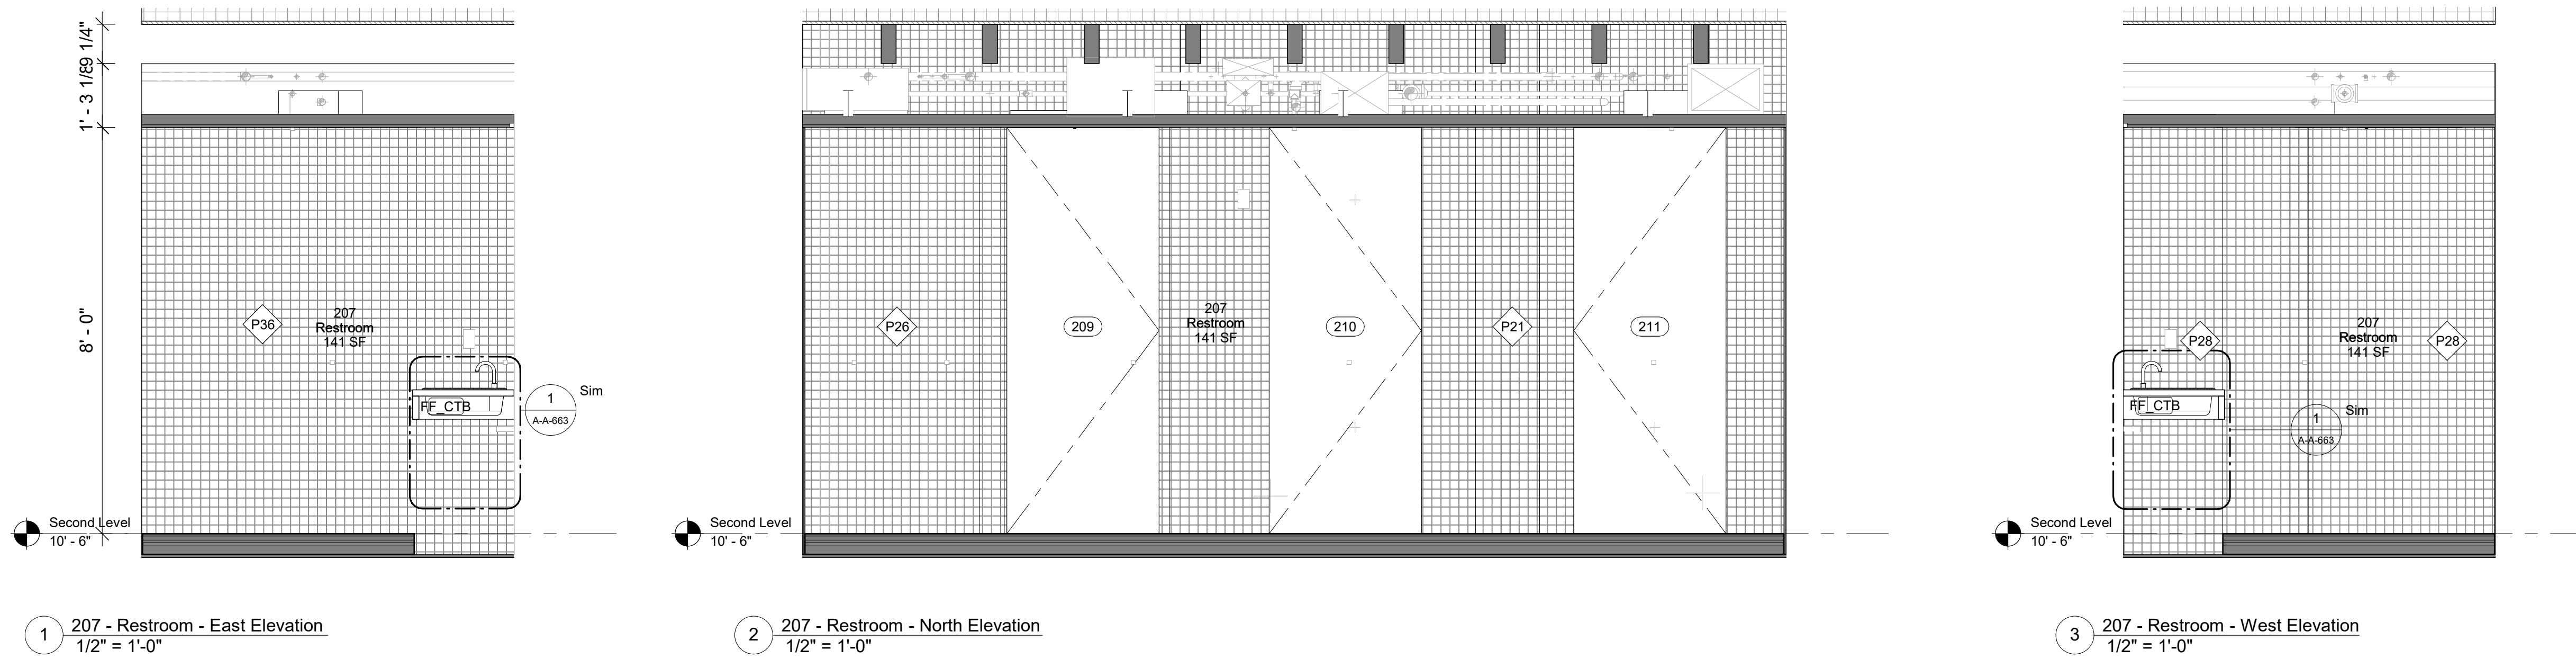 9 1/4"
1' - 3 1/8"
8' - 0"
P36
207
Restroom
141 SF
FF_CTB
1
A-A-663
Sim
Second Level
10' - 6"
1
207 - Restroom - East Elevation
1/2" = 1'-0"
P26
209
207
Restroom
141 SF
210
P21
211
Second Level
10' - 6"
2
207 - Restroom - North Elevation
1/2" = 1'-0"
P28
207
Restroom
141 SF
P28
FF_CTB
1
A-A-663
Sim
Second Level
10' - 6"
3
207 - Restroom - West Elevation
1/2" = 1'-0"